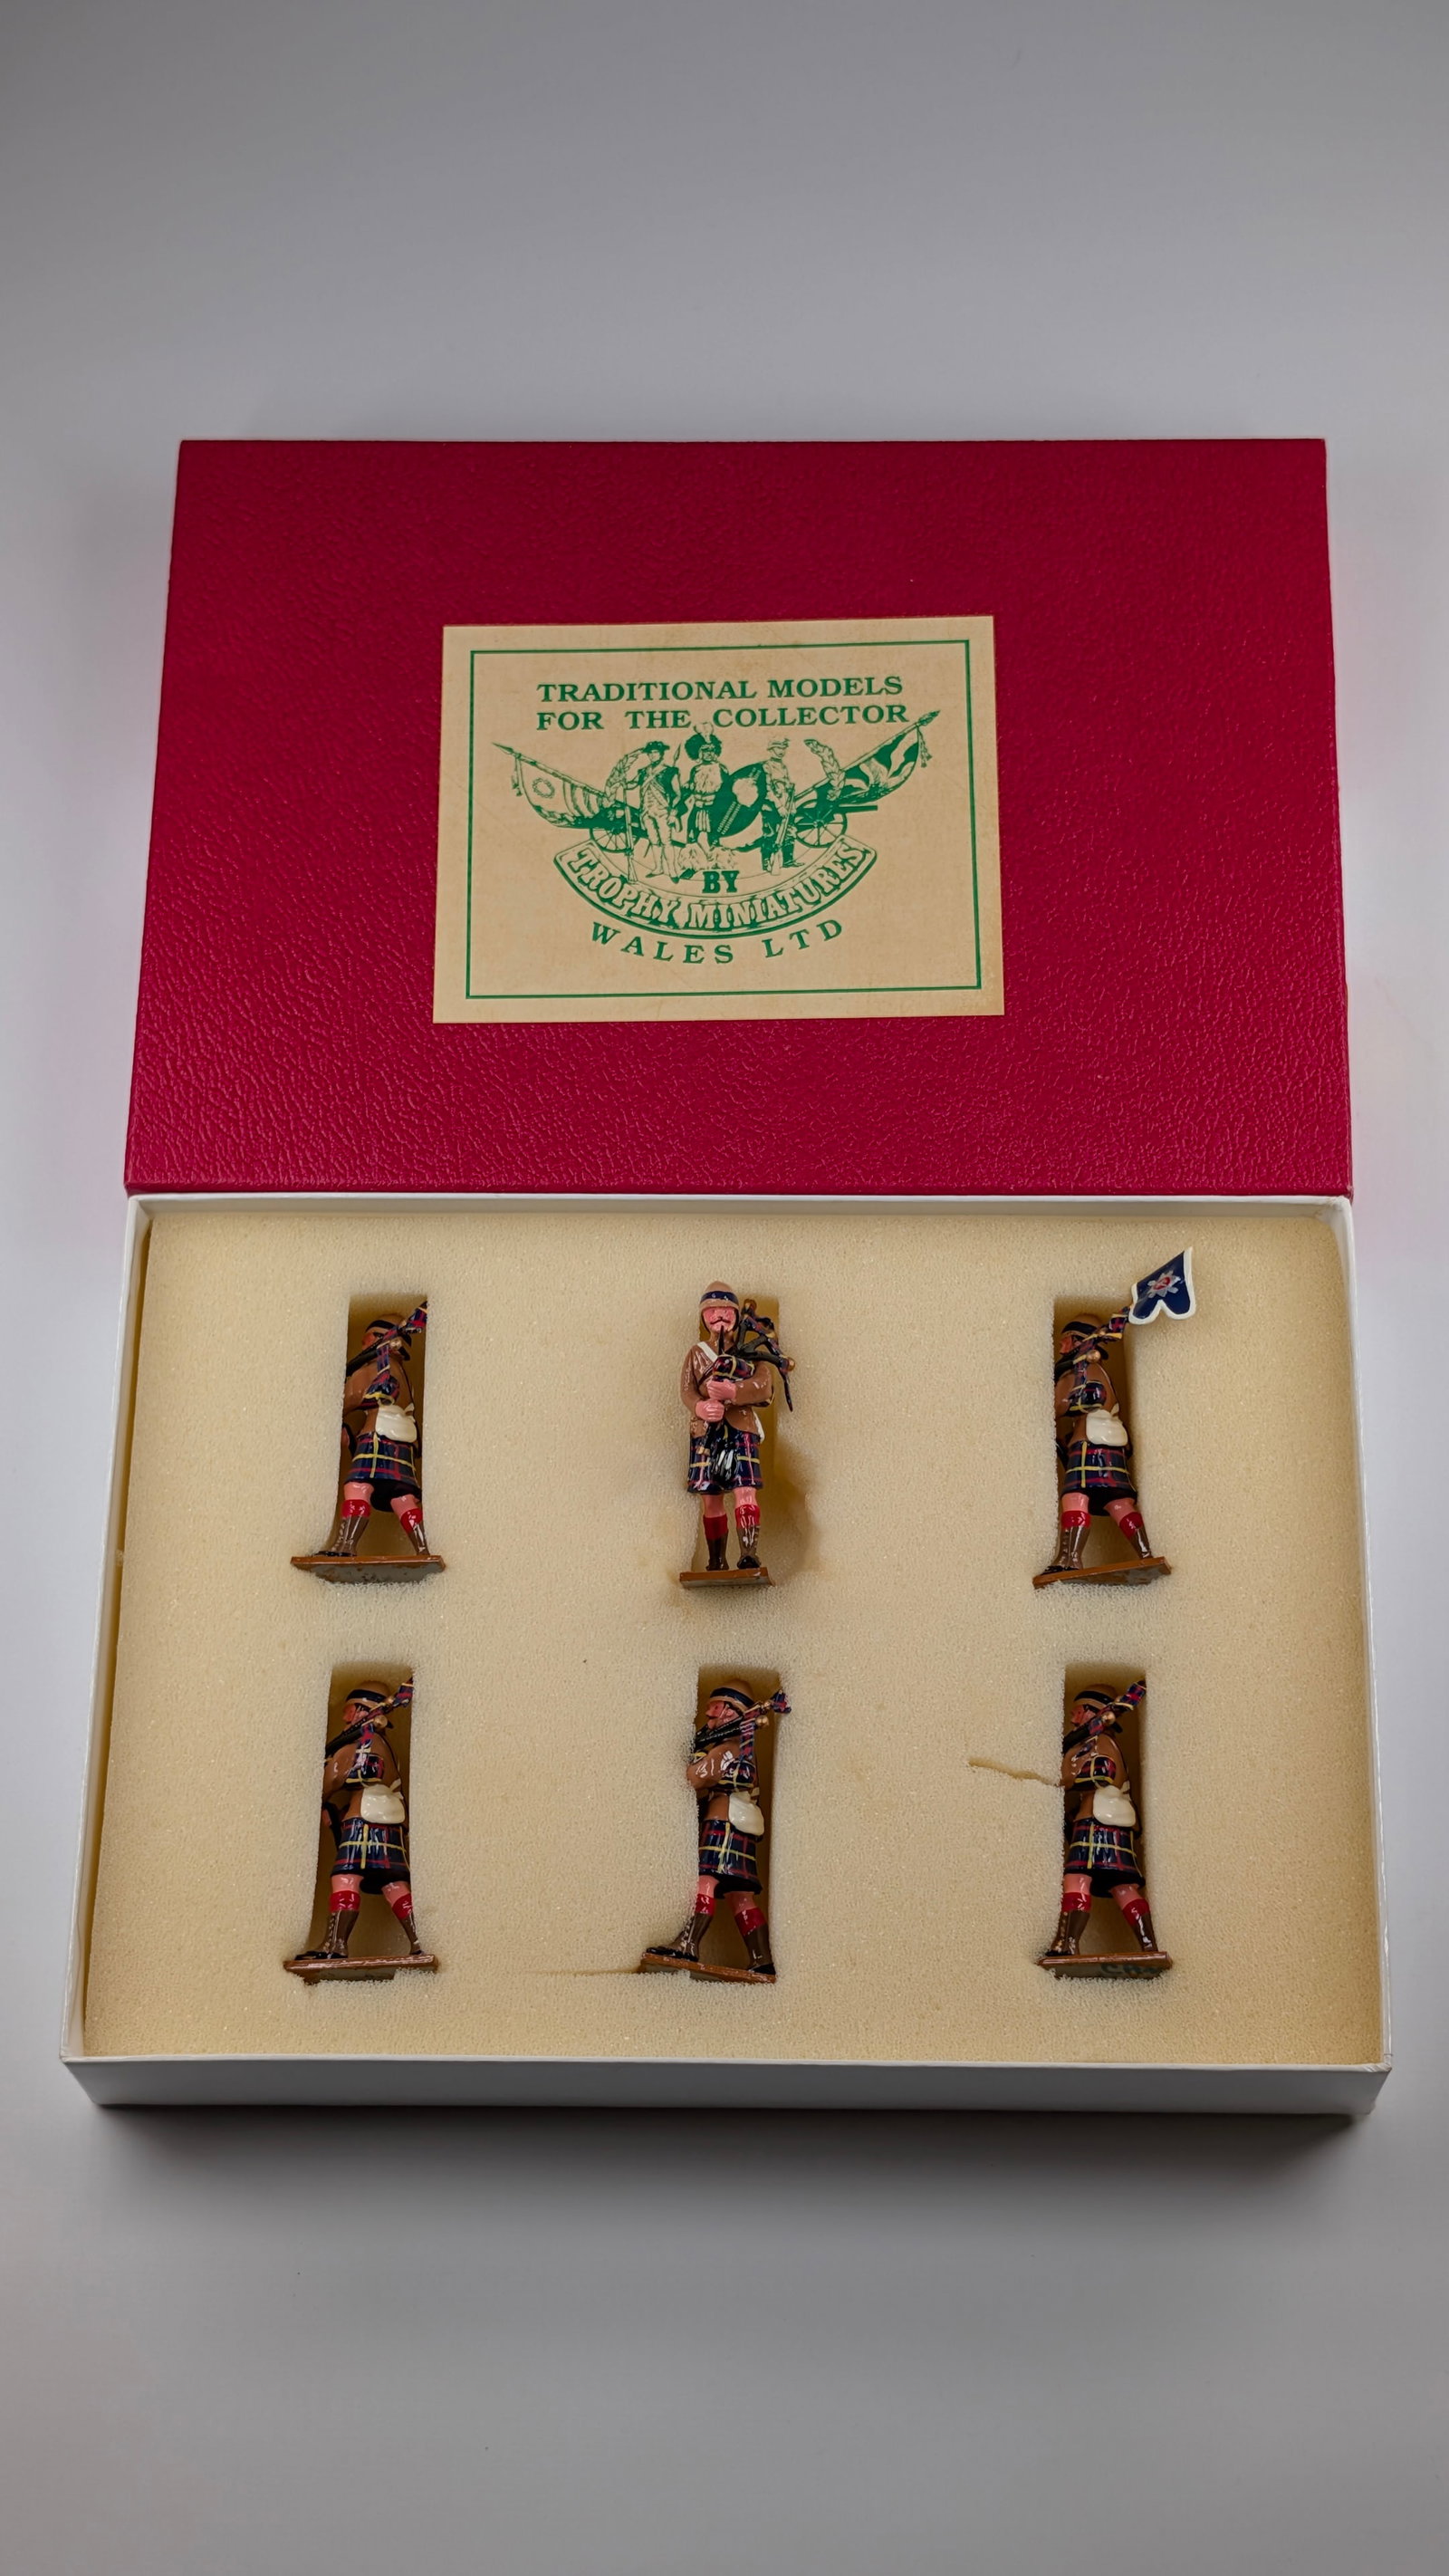 TRADITIONAL MODELS
FOR THE COLLECTOR
BY
TROPHY MINIATURES
WALES LTD